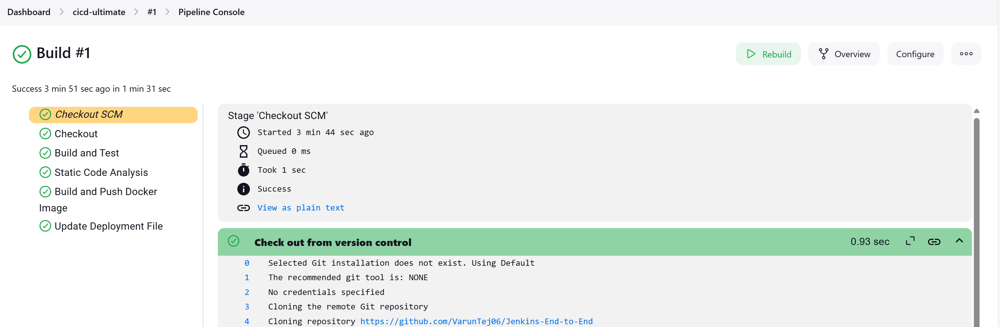 Dashboard > cicd-ultimate > #1 > Pipeline Console
Build #1
Rebuild
Overview
Configure
Success 3 min 51 sec ago in 1 min 31 sec
Checkout SCM
Checkout
Build and Test
Static Code Analysis
Build and Push Docker
Image
Update Deployment File
Stage 'Checkout SCM'
Started 3 min 44 sec ago
Queued 0 ms
Took 1 sec
Success
View as plain text
Check out from version control 0.93 sec
0 Selected Git installation does not exist. Using Default
1 The recommended git tool is: NONE
2 No credentials specified
3 Cloning the remote Git repository
4 Cloning repository https://github.com/VarunTej06/Jenkins-End-to-End